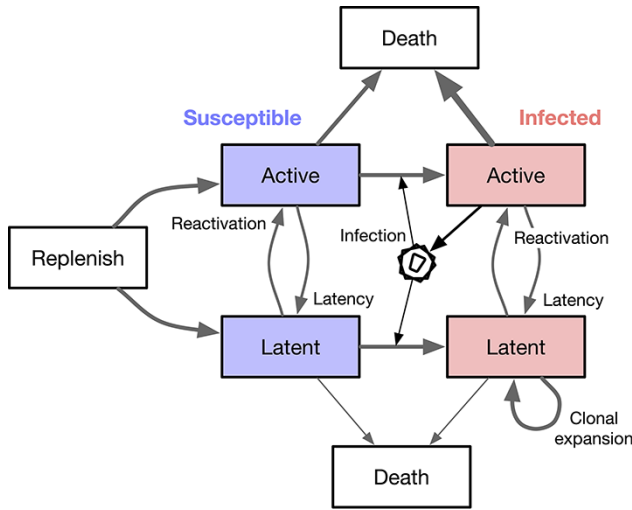 Death
Susceptible
Infected
Active
Active
Reactivation
Infection
Reactivation
Replenish
Latency
Latency
Latent
Latent
Clonal
expansion
Death